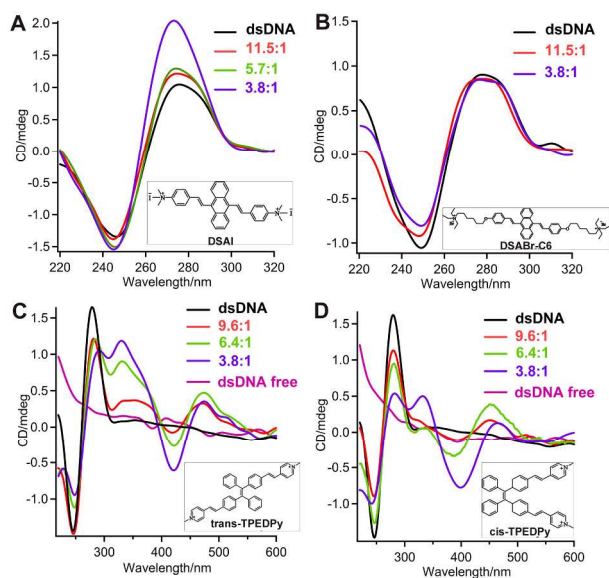 A
dsDNA
11.5:1
5.7:1
3.8:1
2.0
1.5
1.0
0.5
0.0
-0.5
-1.0
-1.5
CD/mdeg
DSAI
220 240 260 280 300 320
Wavelength/nm
B
dsDNA
11.5:1
3.8:1
1.0
0.5
0.0
-0.5
-1.0
CD/mdeg
DSABr-C6
220 240 260 280 300 320
Wavelength/nm
C
dsDNA
9.6:1
6.4:1
3.8:1
dsDNA free
1.5
1.0
0.5
0.0
-0.5
-1.0
CD/mdeg
trans-TPEDPy
300 400 500 600
Wavelength/nm
D
dsDNA
9.6:1
6.4:1
3.8:1
dsDNA free
1.5
1.0
0.5
0.0
-0.5
-1.0
CD/mdeg
cis-TPEDPy
300 400 500 600
Wavelength/nm